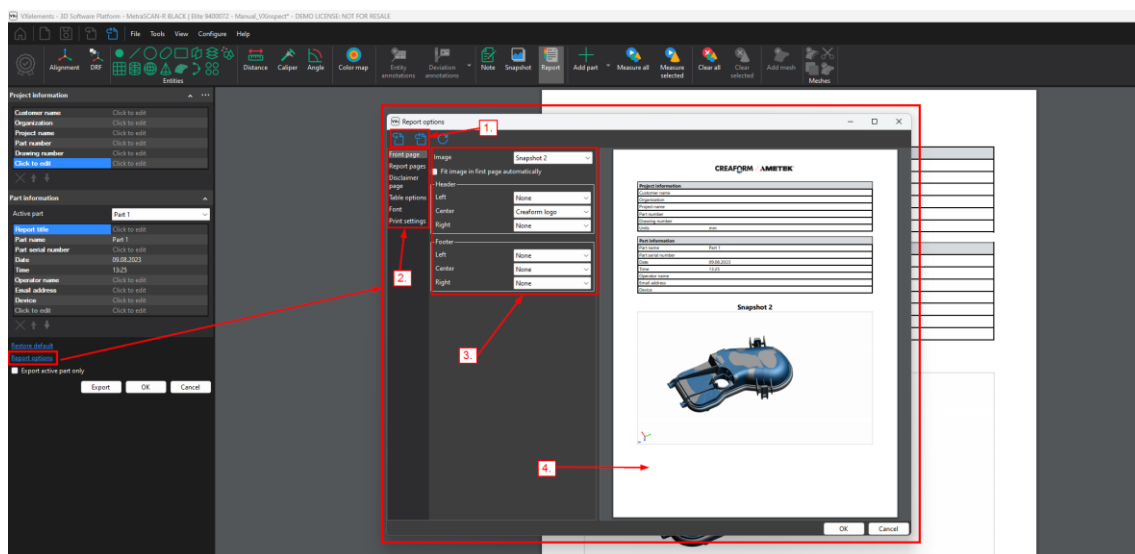 VXelements - 3D Software Platform - MetraSCAN-R BLACK | Elite 9400072 - Manual_VXinspect* - DEMO LICENSE: NOT FOR RESALE
File Tools View Configure Help
Alignment DRF Entities Distance Caliper Angle Color map Entity annotations Deviation annotations Note Snapshot Report Add part Measure all Measure selected Clear all Clear selected Add mesh Meshes
Project information
Customer name Click to edit
Organization Click to edit
Project name Click to edit
Part number Click to edit
Drawing number Click to edit
Click to edit Click to edit
Part information
Active part Part 1
Report title Click to edit
Part name Part 1
Part serial number Click to edit
Date 09.08.2023
Time 13:25
Operator name Click to edit
Email address Click to edit
Device Click to edit
Click to edit Click to edit
Restore default
Report options
Export active part only
Export OK Cancel
Report options
1.
Front page
Report pages
Disclaimer page
Table options
Font
Print settings
2.
Image Snapshot 2
Fit image in first page automatically
Header
Left None
Center Creaform logo
Right None
Footer
Left None
Center None
Right None
3.
CREAFORM AMETEK
Project information
Customer name
Organization
Project name
Part number
Drawing number
Units mm
Part information
Part name Part 1
Part serial number
Date 09.08.2023
Time 13:25
Operator name
Email address
Device
Snapshot 2
4.
OK Cancel